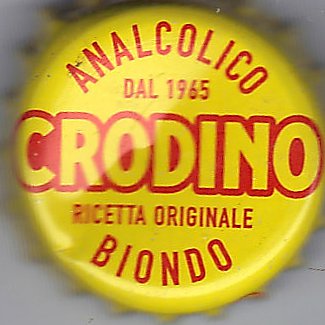 ANALCOLICO
DAL 1965
CRODINO
RICETTA ORIGINALE
BIONDO